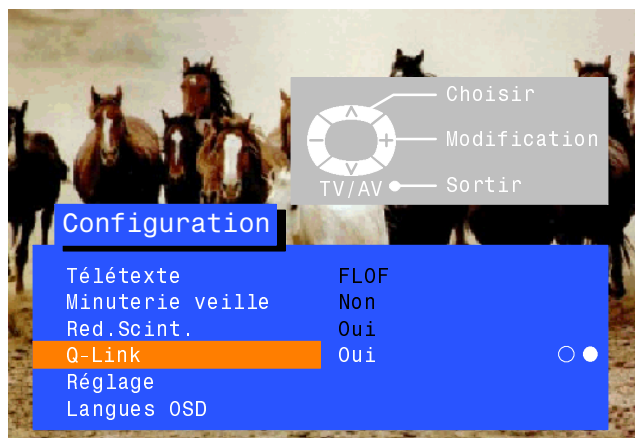 Choisir
Modification
TV/AV Sortir
Configuration
Télétexte FLOF
Minuterie veille Non
Red.Scint. Oui
Q-Link Oui
Réglage
Langues OSD